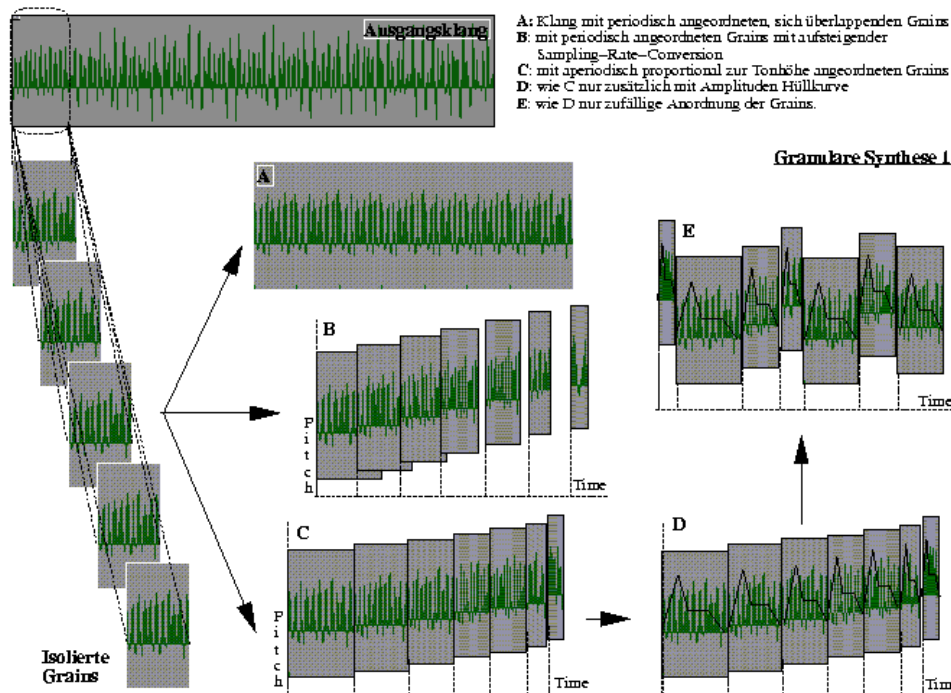 Ausgangsklang
A: Klang mit periodisch angeordneten, sich überlappenden Grains
B: mit periodisch angeordneten Grains mit aufsteigender
Sampling–Rate–Conversion
C: mit aperiodisch proportional zur Tonhöhe angeordneten Grains
D: wie C nur zusätzlich mit Amplituden Hüllkurve
E: wie D nur zufällige Anordnung der Grains.
Granulare Synthese 1
A
E
B
Pitch
Time
Time
C
D
Pitch
Isolierte
Grains
Time
Time